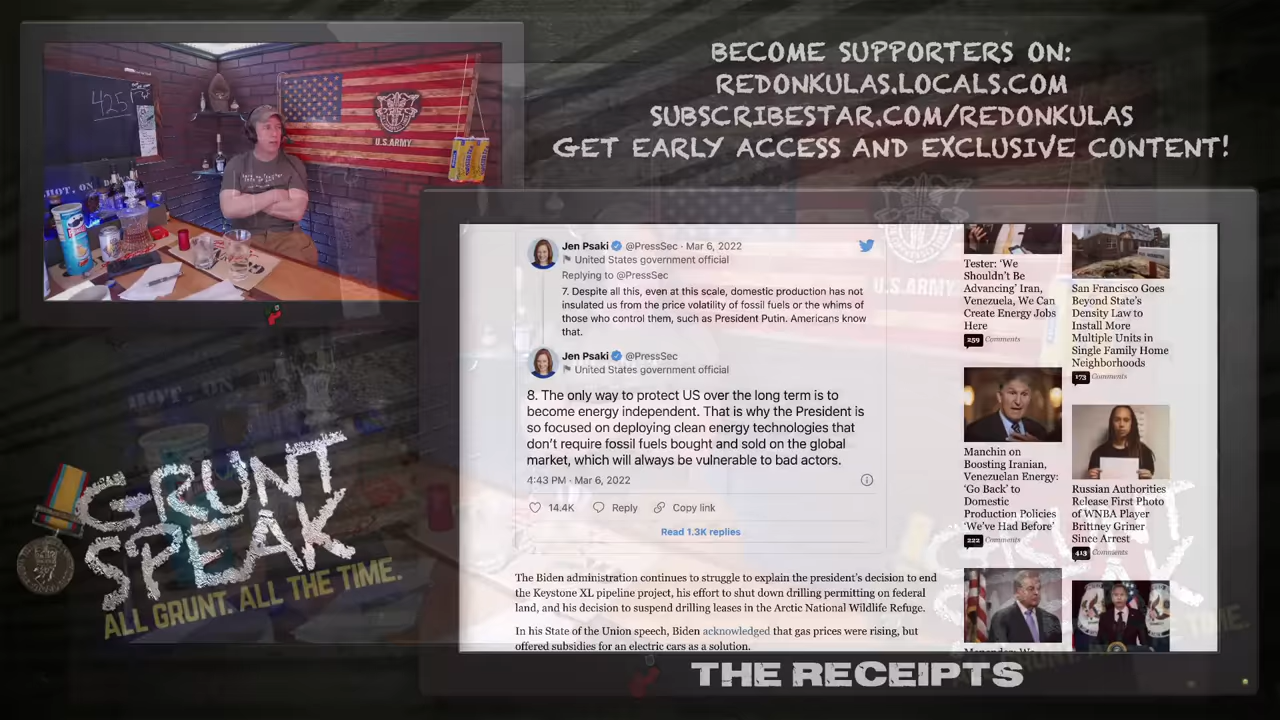 BECOME SUPPORTERS ON:
REDONKULAS.LOCALS.COM
SUBSCRIBESTAR.COM/REDONKULAS
GET EARLY ACCESS AND EXCLUSIVE CONTENT!
425
U.S.ARMY
Jen Psaki @PressSec · Mar 6, 2022
United States government official
Replying to @PressSec
7. Despite all this, even at this scale, domestic production has not
insulated us from the price volatility of fossil fuels or the whims of
those who control them, such as President Putin. Americans know
that.
Jen Psaki @PressSec
United States government official
8. The only way to protect US over the long term is to
become energy independent. That is why the President is
so focused on deploying clean energy technologies that
don't require fossil fuels bought and sold on the global
market, which will always be vulnerable to bad actors.
4:43 PM · Mar 6, 2022
14.4K Reply Copy link
Read 1.3K replies
The Biden administration continues to struggle to explain the president's decision to end
the Keystone XL pipeline project, his effort to shut down drilling permitting on federal
land, and his decision to suspend drilling leases in the Arctic National Wildlife Refuge.
In his State of the Union speech, Biden acknowledged that gas prices were rising, but
offered subsidies for an electric cars as a solution.
Tester: 'We
Shouldn't Be
Advancing' Iran,
Venezuela, We Can
Create Energy Jobs
Here
259 Comments
Manchin on
Boosting Iranian,
Venezuelan Energy:
'Go Back' to
Domestic
Production Policies
'We've Had Before'
222 Comments
San Francisco Goes
Beyond State's
Density Law to
Install More
Multiple Units in
Single Family Home
Neighborhoods
173 Comments
Russian Authorities
Release First Photo
of WNBA Player
Brittney Griner
Since Arrest
413 Comments
GRUNT
SPEAK
ALL GRUNT. ALL THE TIME.
THE RECEIPTS